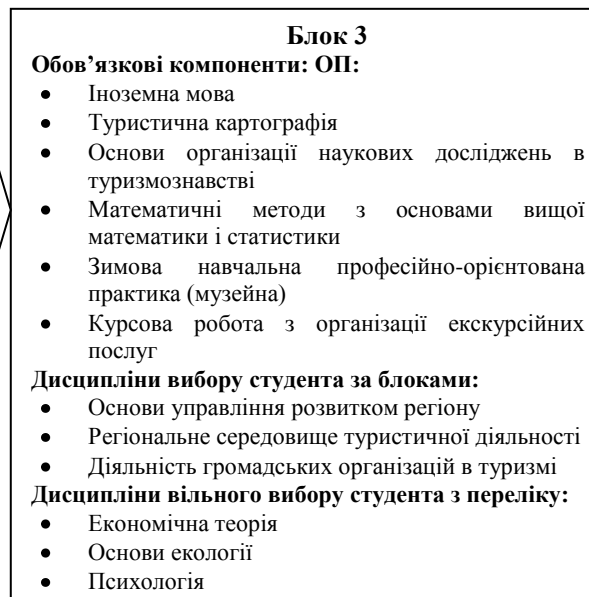 Блок 3
Обов’язкові компоненти: ОП:
• Іноземна мова
• Туристична картографія
• Основи організації наукових досліджень в
туризмознавстві
• Математичні методи з основами вищої
математики і статистики
• Зимова навчальна професійно-орієнтована
практика (музейна)
• Курсова робота з організації екскурсійних
послуг
Дисципліни вибору студента за блоками:
• Основи управління розвитком регіону
• Регіональне середовище туристичної діяльності
• Діяльність громадських організацій в туризмі
Дисципліни вільного вибору студента з переліку:
• Економічна теорія
• Основи екології
• Психологія